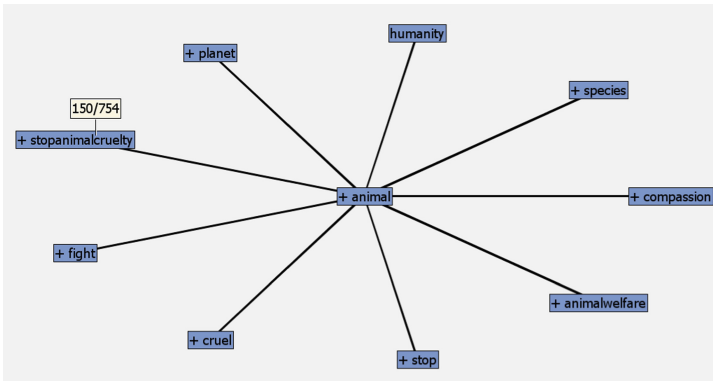 humanity
+ planet
+ species
150/754
+ stopanimalcruelty
+ animal
+ compassion
+ fight
+ animalwelfare
+ cruel
+ stop